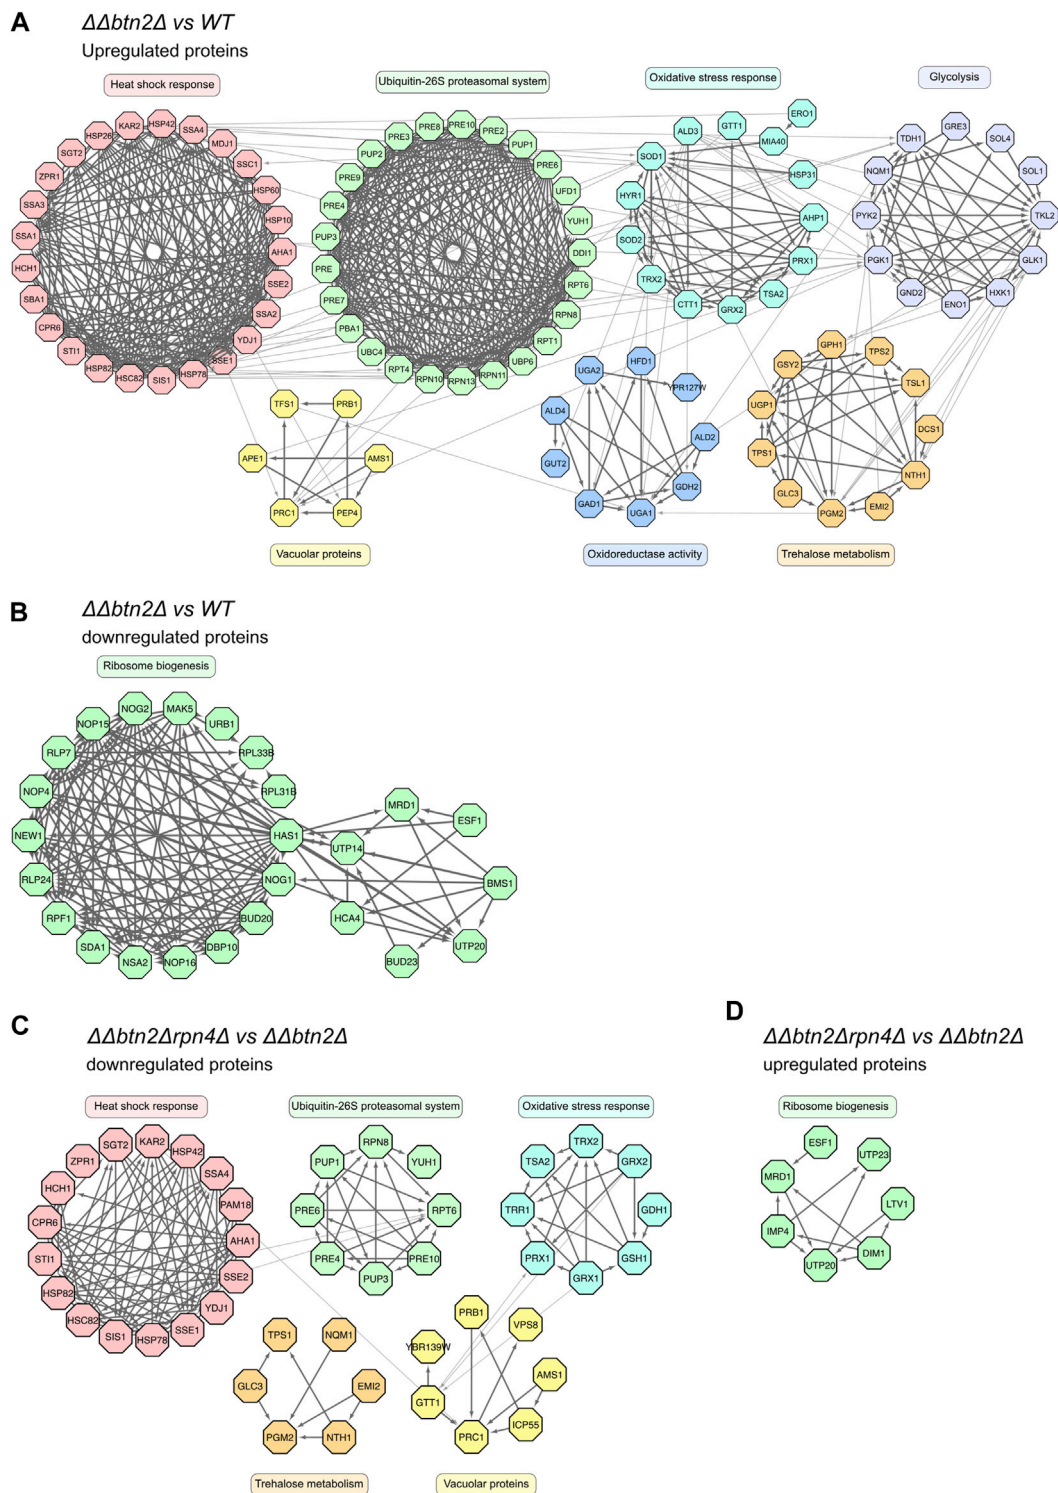 A
ΔΔbtn2Δ vs WT
Upregulated proteins
Heat shock response
Ubiquitin-26S proteasomal system
Oxidative stress response
Glycolysis
HSP42
KAR2
SSA4
HSP26
MDJ1
SGT2
SSC1
ZPR1
HSP60
SSA3
HSP10
SSA1
AHA1
HCH1
SSE2
SBA1
SSA2
CPR6
YDJ1
STI1
SSE1
HSP82
HSP78
HSC82
SIS1
PRE10
PRE8
PRE2
PRE3
PUP1
PUP2
PRE6
PRE9
UFD1
PRE4
YUH1
PUP3
DDI1
PRE
RPT6
PRE7
RPN8
PBA1
RPT1
UBC4
UBP6
RPT4
RPN11
RPN10
RPN13
ERO1
GTT1
ALD3
MIA40
SOD1
HSP31
HYR1
AHP1
SOD2
PRX1
TRX2
TSA2
CTT1
GRX2
GRE3
SOL4
TDH1
SOL1
NQM1
TKL2
PYK2
GLK1
PGK1
HXK1
GND2
ENO1
TFS1
PRB1
APE1
AMS1
PRC1
PEP4
Vacuolar proteins
HFD1
UGA2
YPR127W
ALD4
ALD2
GUT2
GDH2
GAD1
UGA1
Oxidoreductase activity
GPH1
TPS2
GSY2
TSL1
UGP1
DCS1
TPS1
NTH1
GLC3
EMI2
PGM2
Trehalose metabolism
B
ΔΔbtn2Δ vs WT
downregulated proteins
Ribosome biogenesis
NOG2
MAK5
NOP15
URB1
RLP7
RPL33B
NOP4
RPL31B
NEW1
HAS1
RLP24
NOG1
RPF1
BUD20
SDA1
DBP10
NSA2
NOP16
MRD1
ESF1
UTP14
BMS1
HCA4
UTP20
BUD23
C
ΔΔbtn2Δrpn4Δ vs ΔΔbtn2Δ
downregulated proteins
Heat shock response
Ubiquitin-26S proteasomal system
Oxidative stress response
KAR2
SGT2
HSP42
ZPR1
SSA4
HCH1
PAM18
CPR6
AHA1
STI1
SSE2
HSP82
YDJ1
HSC82
SSE1
SIS1
HSP78
RPN8
PUP1
YUH1
PRE6
RPT6
PRE4
PRE10
PUP3
TRX2
TSA2
GRX2
TRR1
GDH1
PRX1
GSH1
GRX1
TPS1
NQM1
GLC3
EMI2
PGM2
NTH1
Trehalose metabolism
PRB1
VPS8
YBR139W
AMS1
GTT1
ICP55
PRC1
Vacuolar proteins
D
ΔΔbtn2Δrpn4Δ vs ΔΔbtn2Δ
upregulated proteins
Ribosome biogenesis
ESF1
UTP23
MRD1
LTV1
IMP4
DIM1
UTP20